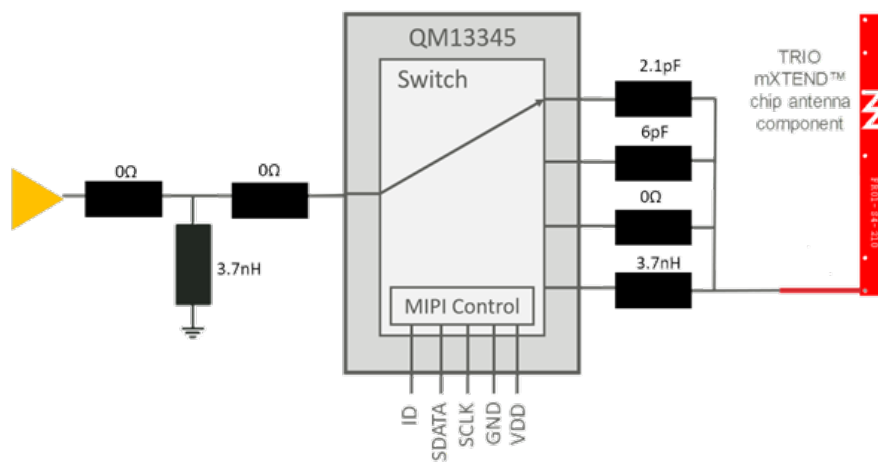 QM13345
Switch
0Ω
0Ω
3.7nH
2.1pF
6pF
0Ω
3.7nH
MIPI Control
ID
SDATA
SCLK
GND
VDD
TRIO
mXTEND™
chip antenna
component